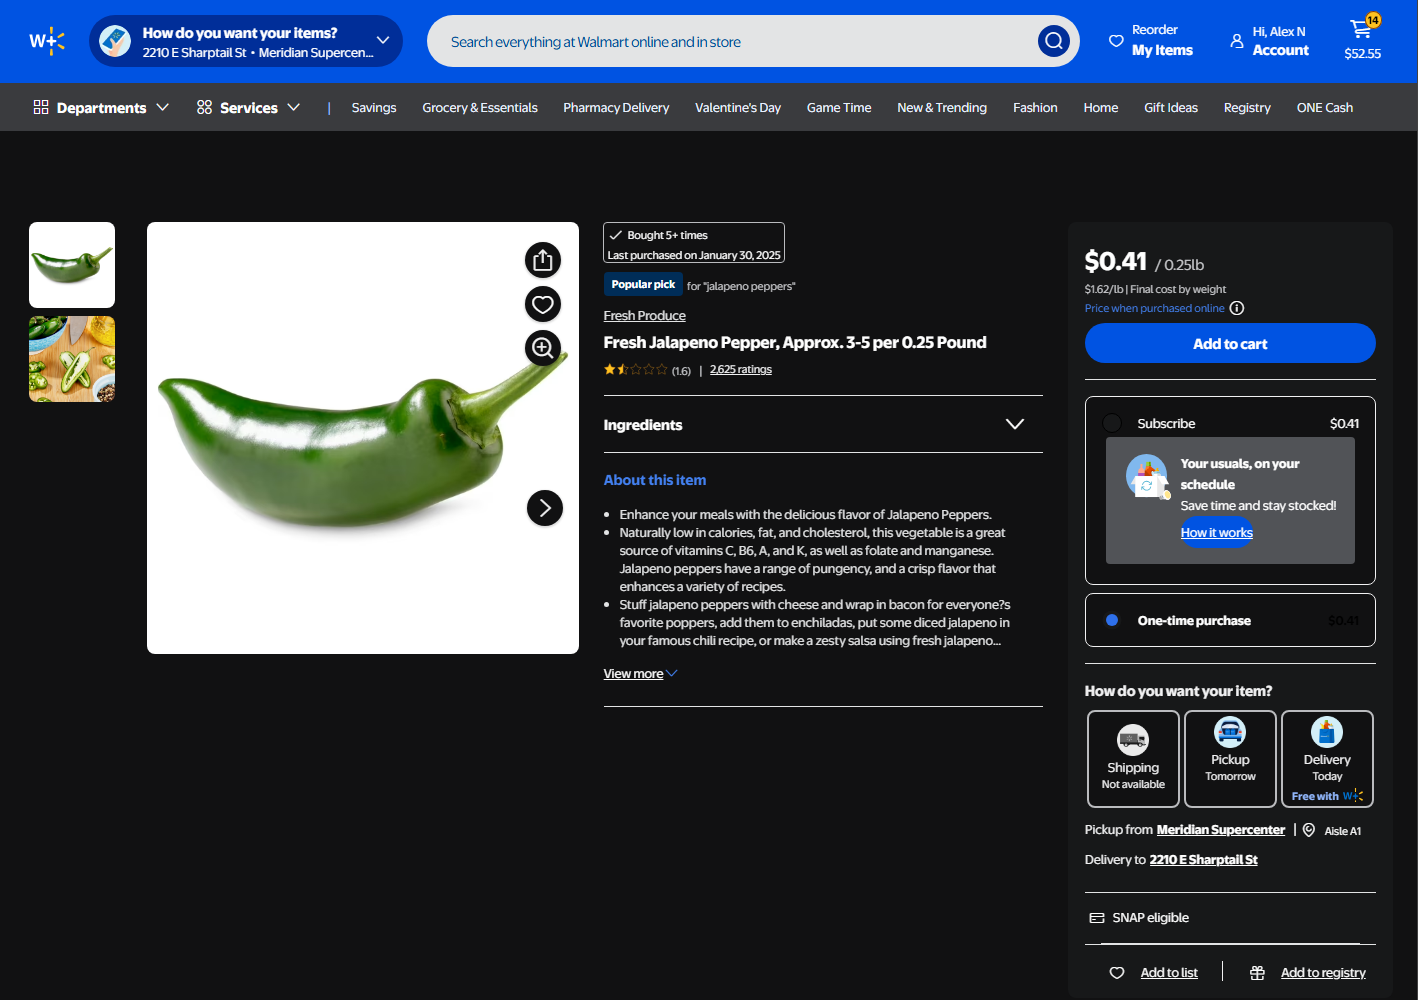 W+
How do you want your items?
2210 E Sharptail St • Meridian Supercen...
Search everything at Walmart online and in store
Reorder
My Items
Hi, Alex N
Account
14
$52.55
Departments
Services
|
Savings
Grocery & Essentials
Pharmacy Delivery
Valentine's Day
Game Time
New & Trending
Fashion
Home
Gift Ideas
Registry
ONE Cash
Bought 5+ times
Last purchased on January 30, 2025
Popular pick for "jalapeno peppers"
Fresh Produce
Fresh Jalapeno Pepper, Approx. 3-5 per 0.25 Pound
(1.6) | 2,625 ratings
Ingredients
About this item
• Enhance your meals with the delicious flavor of Jalapeno Peppers.
• Naturally low in calories, fat, and cholesterol, this vegetable is a great
source of vitamins C, B6, A, and K, as well as folate and manganese.
Jalapeno peppers have a range of pungency, and a crisp flavor that
enhances a variety of recipes.
• Stuff jalapeno peppers with cheese and wrap in bacon for everyone?s
favorite poppers, add them to enchiladas, put some diced jalapeno in
your famous chili recipe, or make a zesty salsa using fresh jalapeno...
View more
$0.41 / 0.25lb
$1.62/lb | Final cost by weight
Price when purchased online
Add to cart
Subscribe $0.41
Your usuals, on your
schedule
Save time and stay stocked!
How it works
One-time purchase $0.41
How do you want your item?
Shipping
Not available
Pickup
Tomorrow
Delivery
Today
Free with W+
Pickup from Meridian Supercenter | Aisle A1
Delivery to 2210 E Sharptail St
SNAP eligible
Add to list
Add to registry